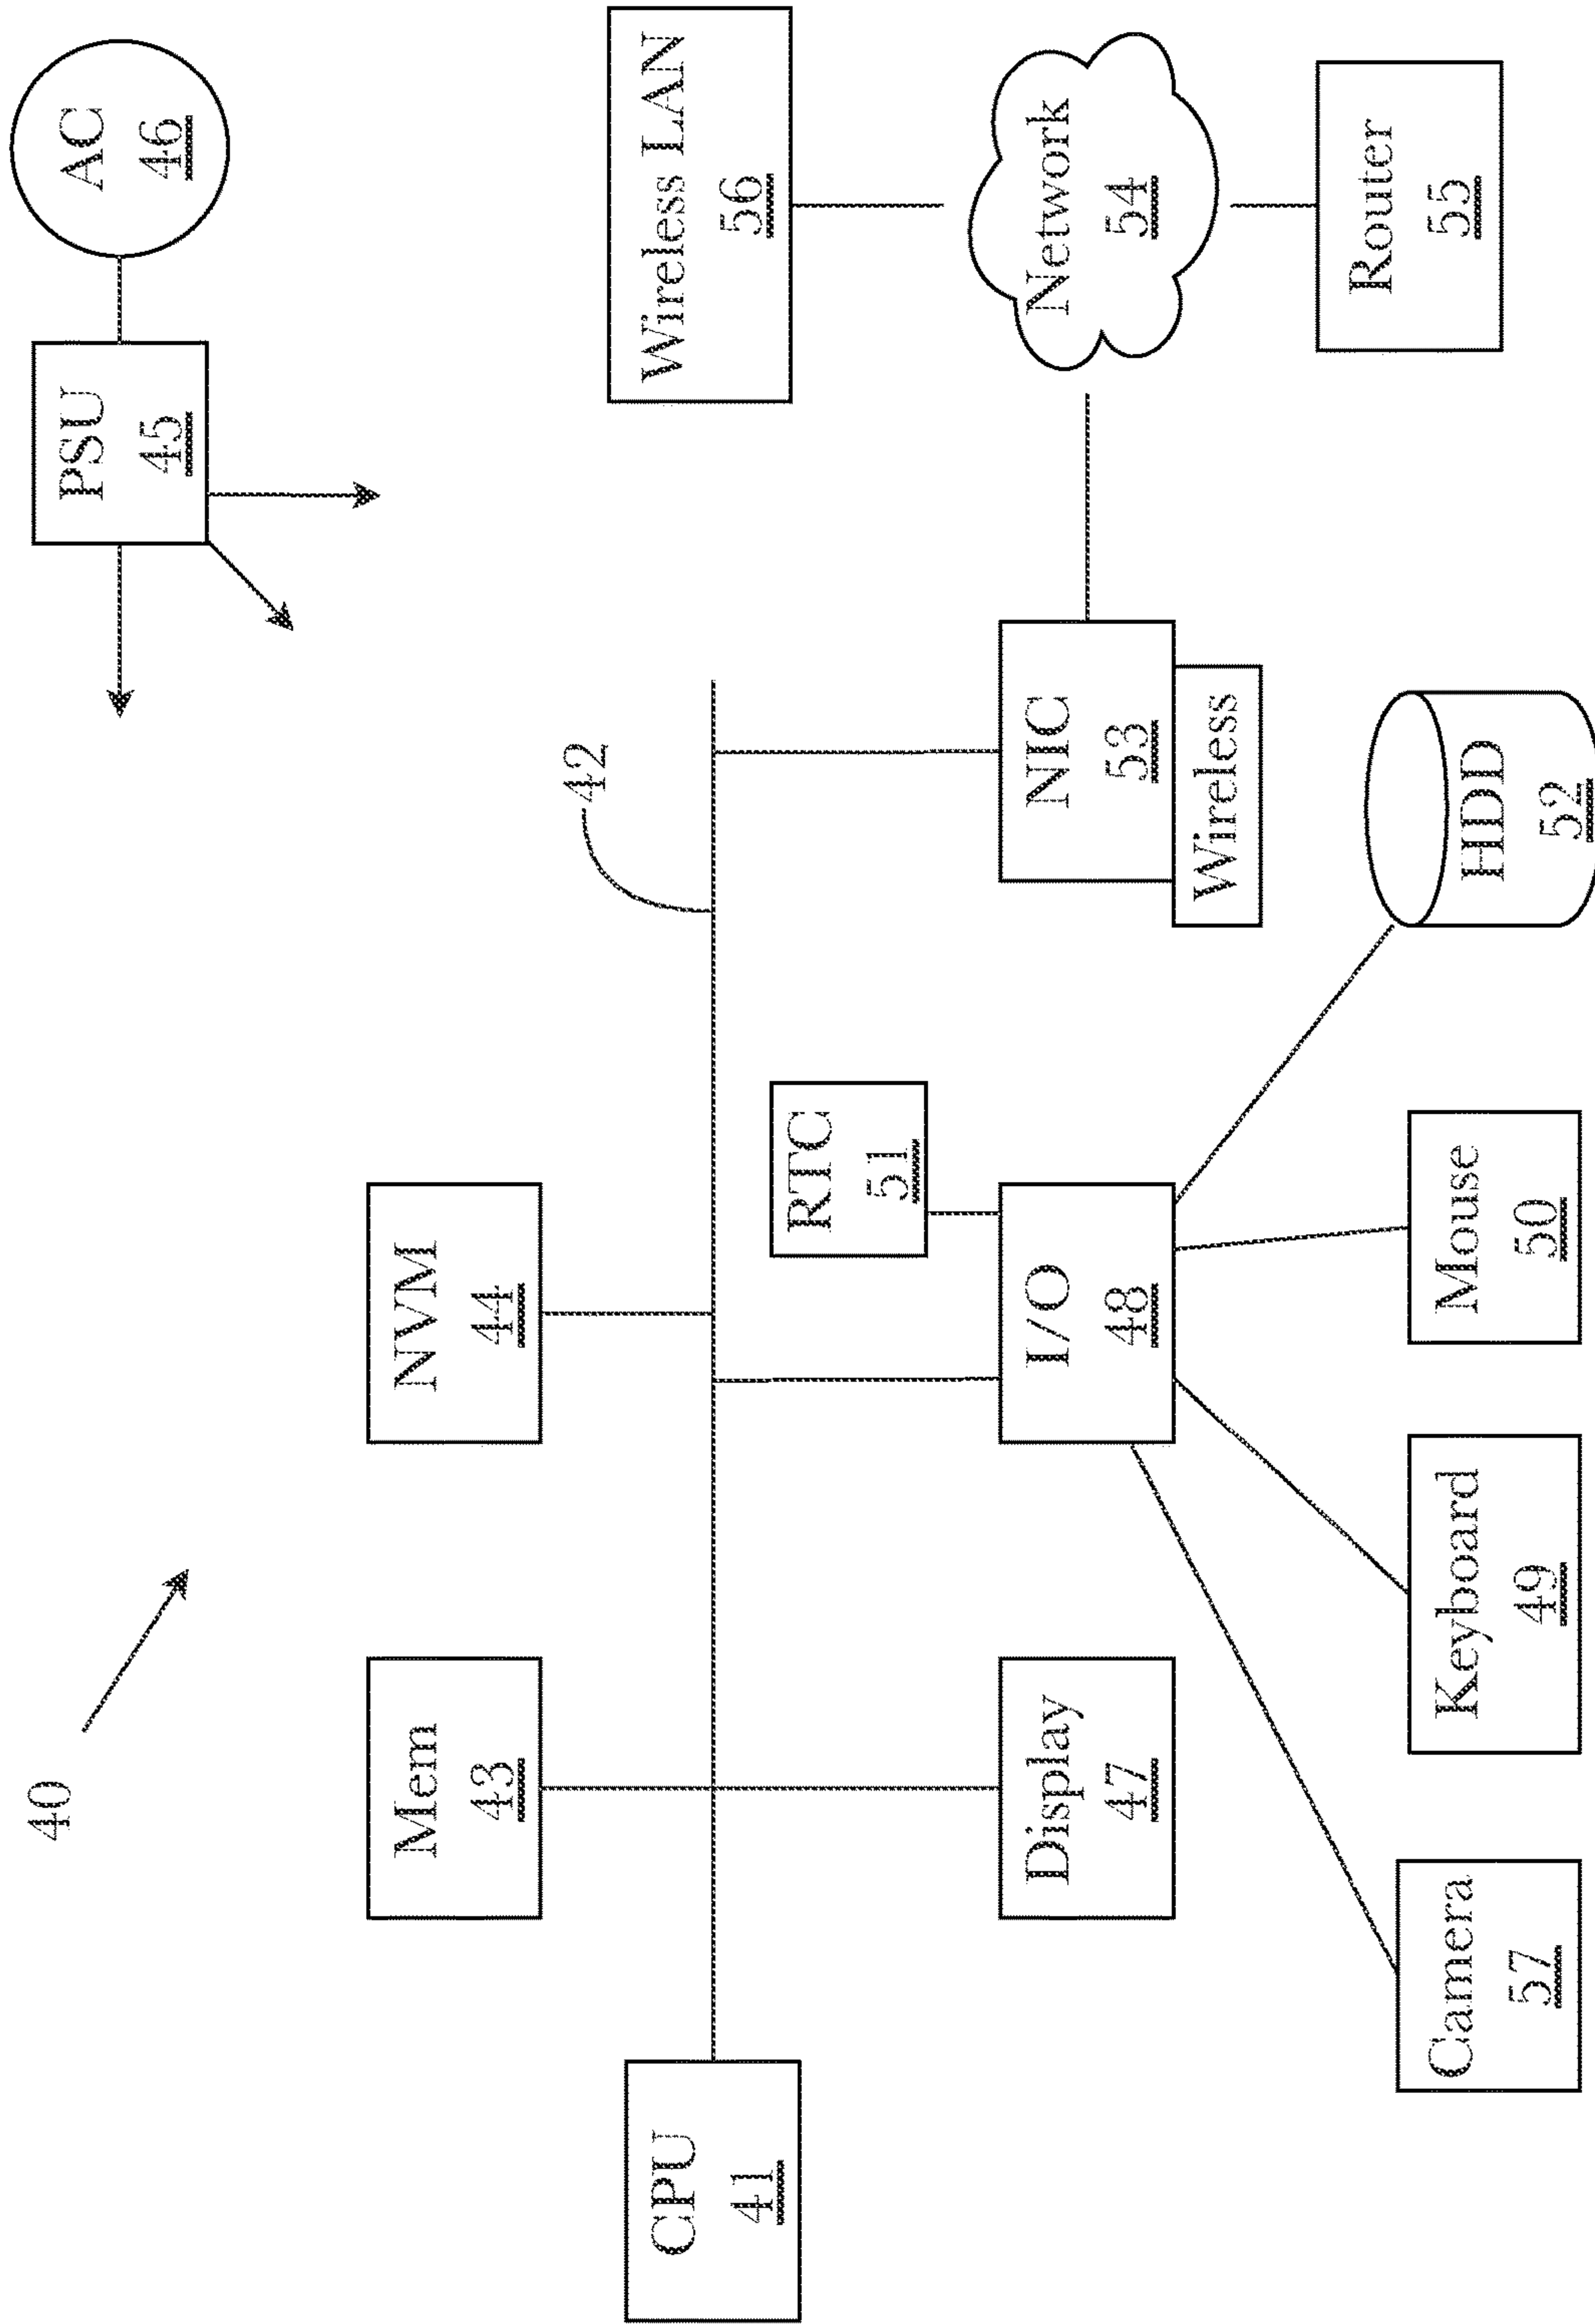 40
PSU
45
AC
46
Mem
43
NVM
44
42
Wireless LAN
56
CPU
41
RTC
51
Display
47
I/O
48
NIC
53
Wireless
Network
54
Camera
57
Keyboard
49
Mouse
50
HDD
52
Router
55